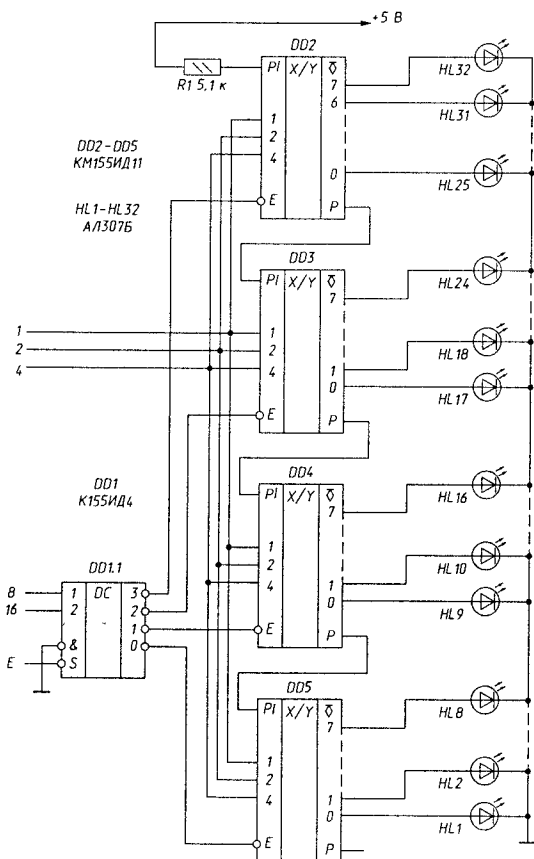 +5 В
R1 5,1 к
DD2
PI X/Y ⌽
7
6
1
2
4
0
E
P
HL32
HL31
HL25
DD2-DD5
КМ155ИД11
HL1-HL32
АЛ307Б
DD3
PI X/Y ⌽
7
1
1
2
2
4
4
1
0
E
P
HL24
HL18
HL17
DD4
PI X/Y ⌽
7
1
2
4
1
0
E
P
HL16
HL10
HL9
DD1
К155ИД4
DD1.1
8 1 DC 3
16 2 2
1
& 0
E S
DD5
PI X/Y ⌽
7
1
2
4
1
0
E
P
HL8
HL2
HL1